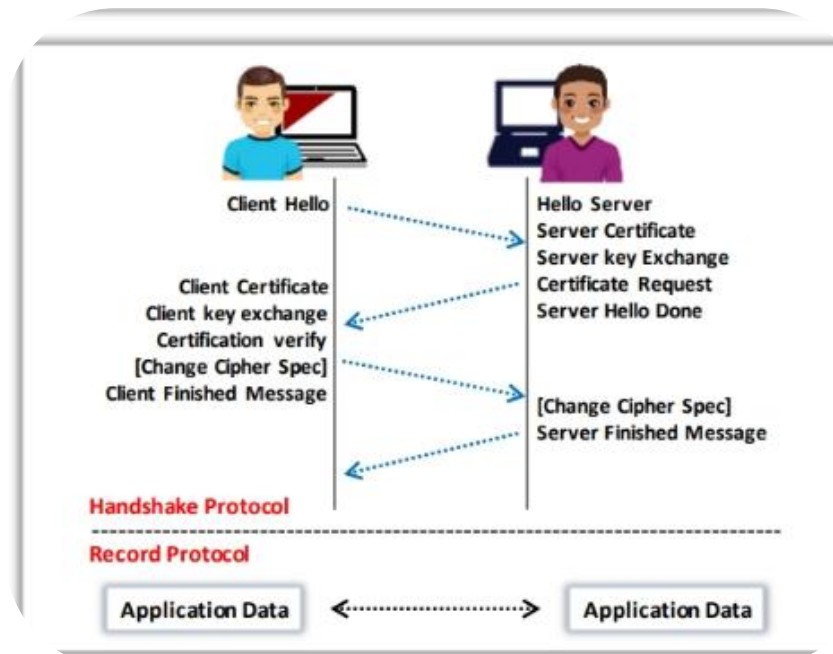 Client Hello
Hello Server
Server Certificate
Server key Exchange
Certificate Request
Server Hello Done
Client Certificate
Client key exchange
Certification verify
[Change Cipher Spec]
Client Finished Message
[Change Cipher Spec]
Server Finished Message
Handshake Protocol
Record Protocol
Application Data
Application Data